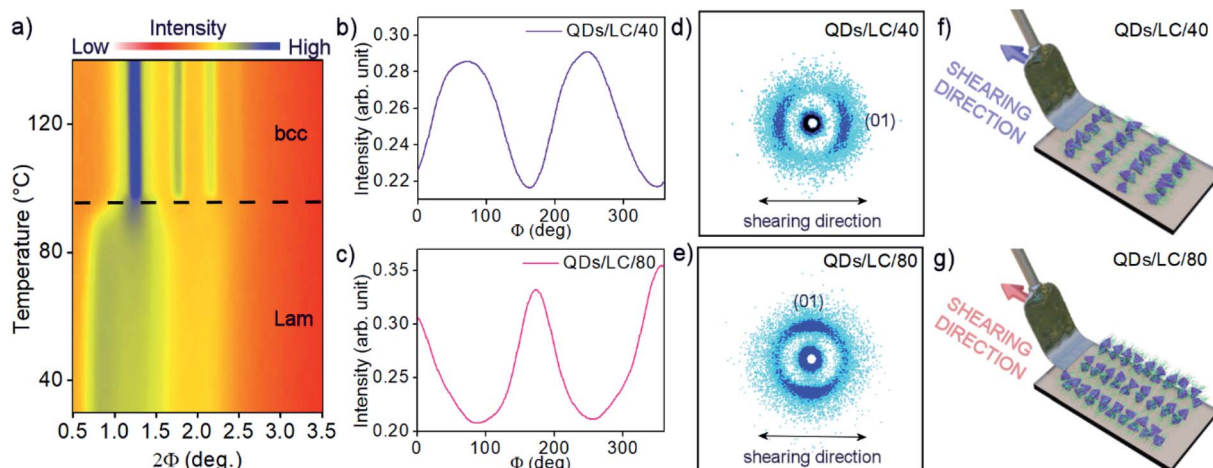 a)
Intensity
Low
High
Temperature (°C)
120
80
40
bcc
Lam
0.5 1.0 1.5 2.2 3.1 3.5
2Φ (deg.)
b)
QDs/LC/40
Intensity (arb. unit)
0.30
0.28
0.26
0.24
0.22
0 100 200 300
Φ (deg)
c)
QDs/LC/80
Intensity (arb. unit)
0.35
0.30
0.25
0.20
0 100 200 300
Φ (deg)
d)
QDs/LC/40
(01)
shearing direction
e)
QDs/LC/80
(01)
shearing direction
f)
QDs/LC/40
SHEARING
DIRECTION
g)
QDs/LC/80
SHEARING
DIRECTION